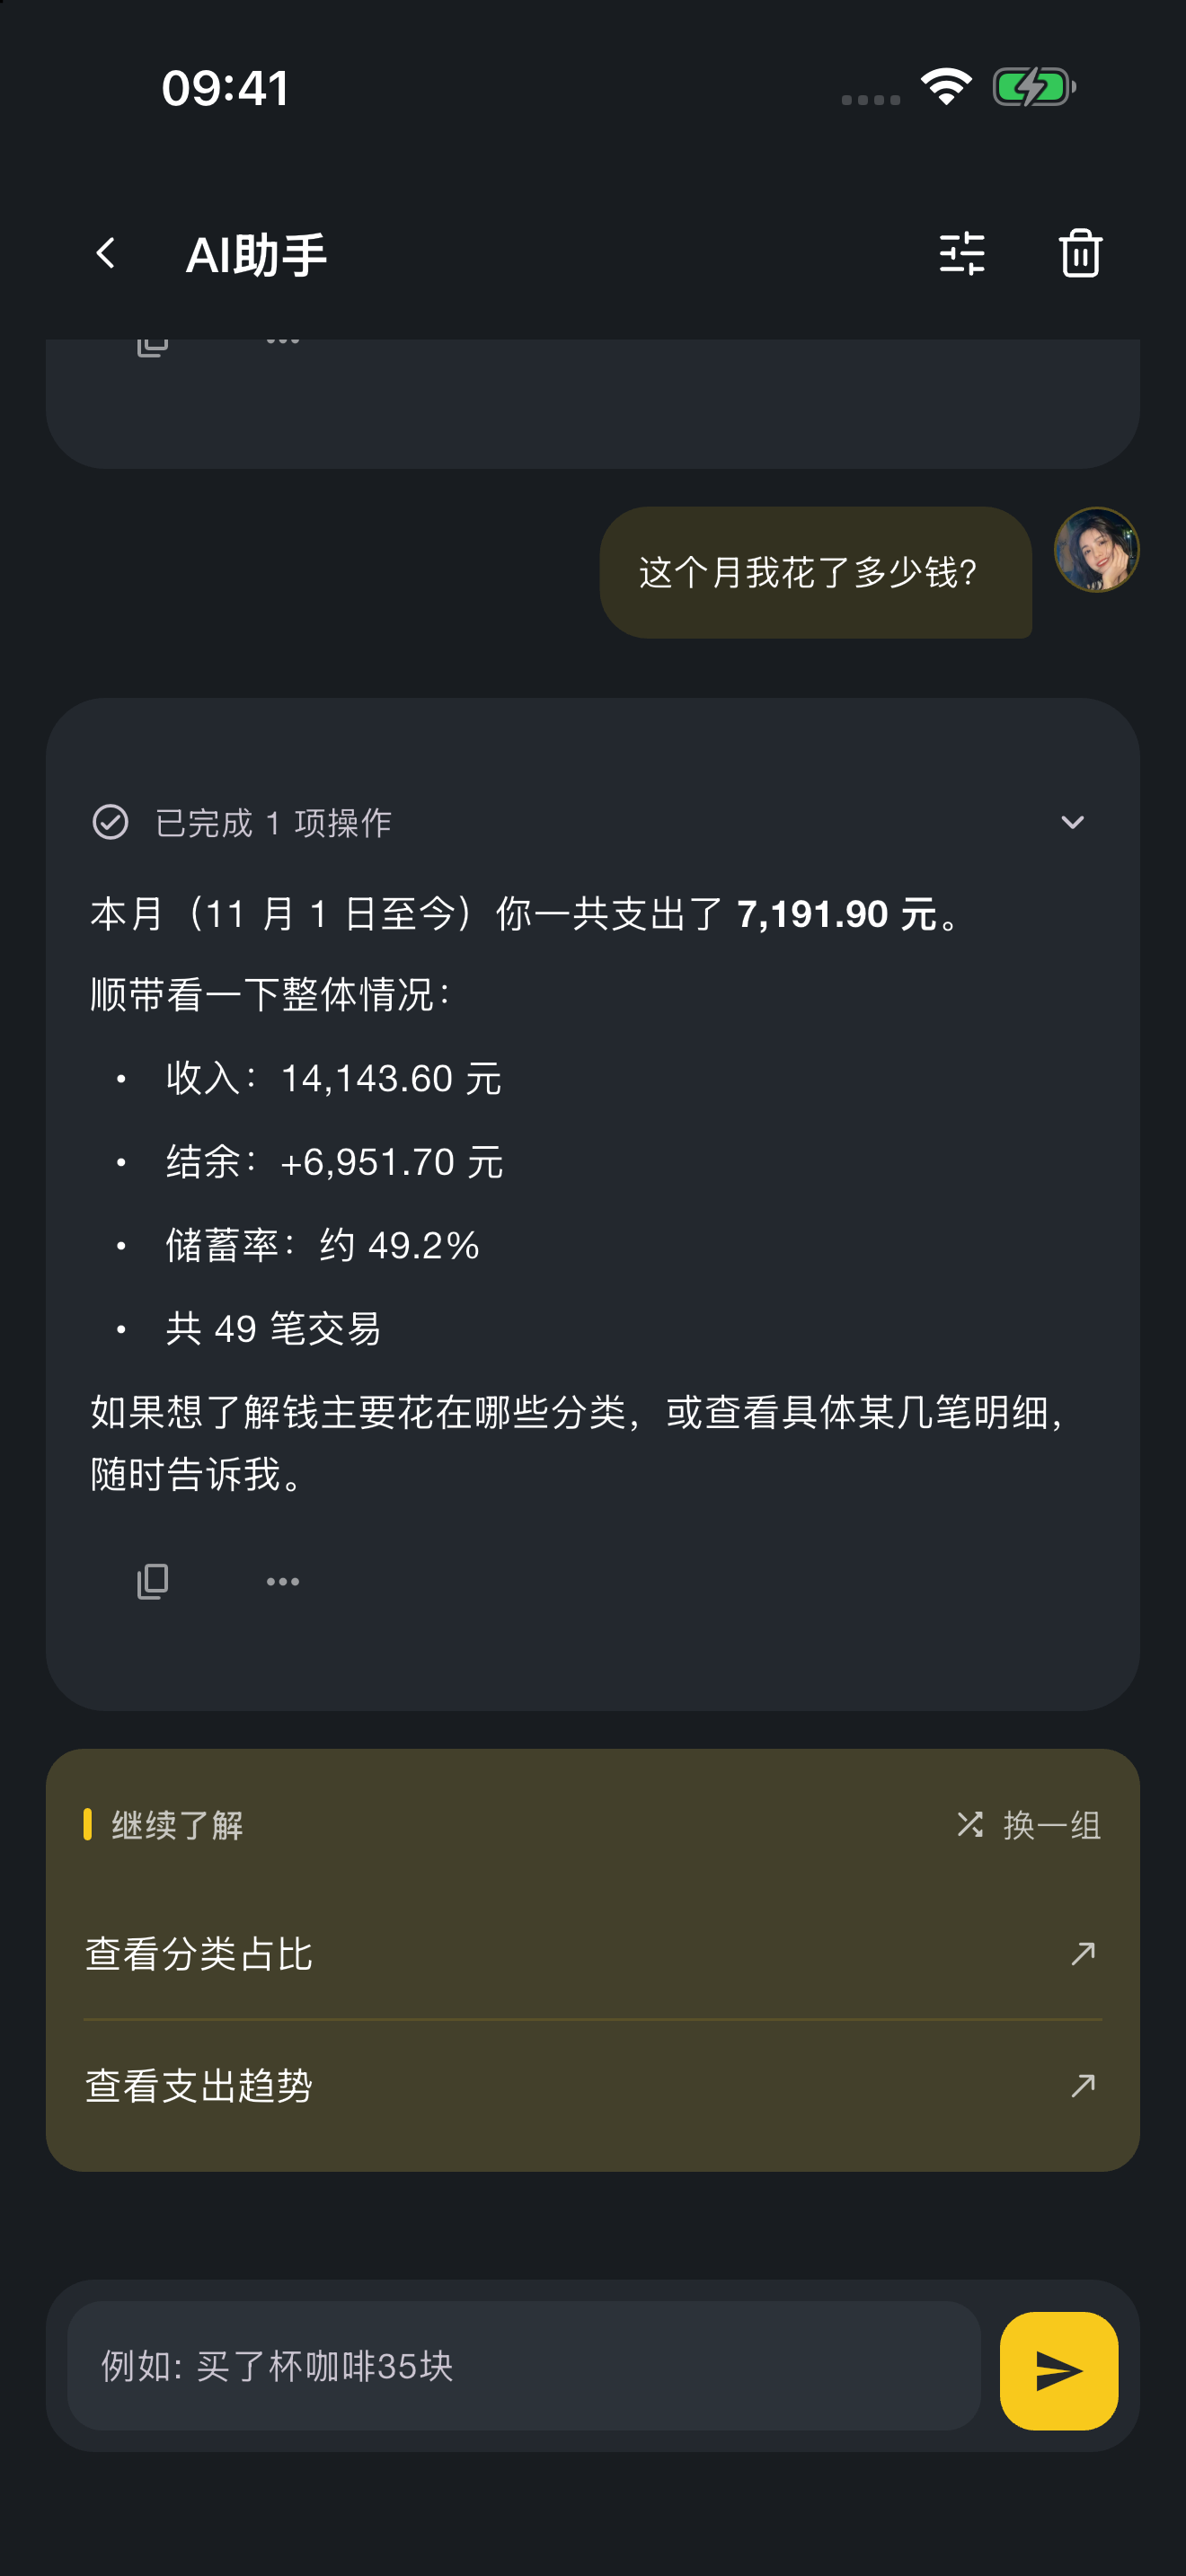 09:41
AI助手
这个月我花了多少钱?
已完成 1 项操作
本月（11 月 1 日至今）你一共支出了 7,191.90 元。
顺带看一下整体情况：
• 收入：14,143.60 元
• 结余：+6,951.70 元
• 储蓄率：约 49.2%
• 共 49 笔交易
如果想了解钱主要花在哪些分类，或查看具体某几笔明细，
随时告诉我。
继续了解
换一组
查看分类占比
查看支出趋势
例如: 买了杯咖啡35块